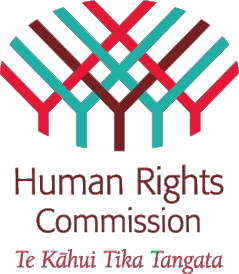 Human Rights
Commission
Te Kāhui Tika Tangata